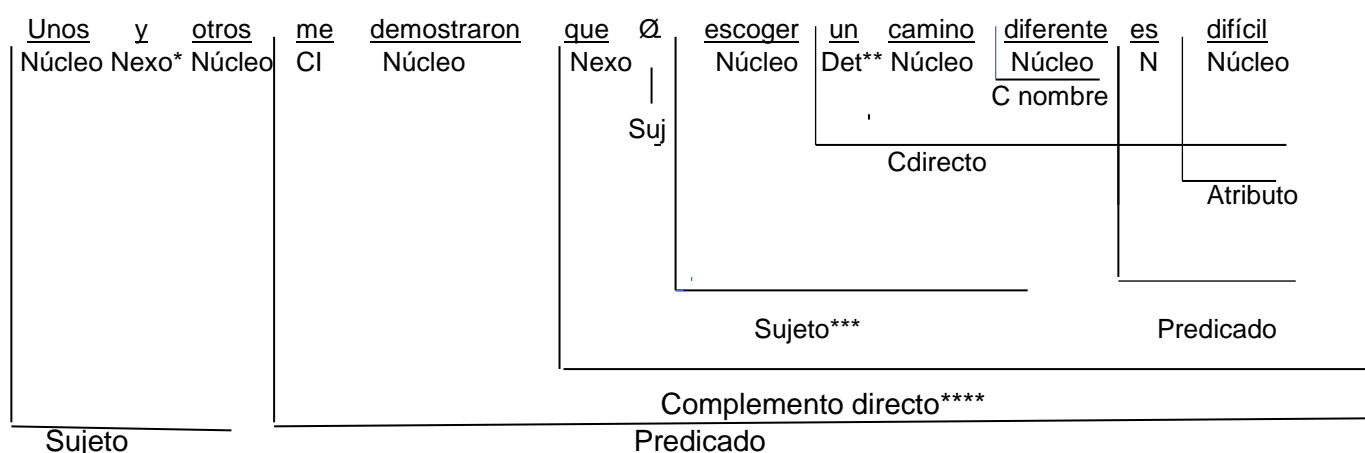 Unos y otros me demostraron que Ø escoger un camino diferente es difícil
Núcleo Nexo* Núcleo CI Núcleo Nexo Núcleo Det** Núcleo Núcleo N Núcleo
C nombre
Suj
Cdirecto
Atributo
Sujeto*** Predicado
Complemento directo****
Sujeto Predicado